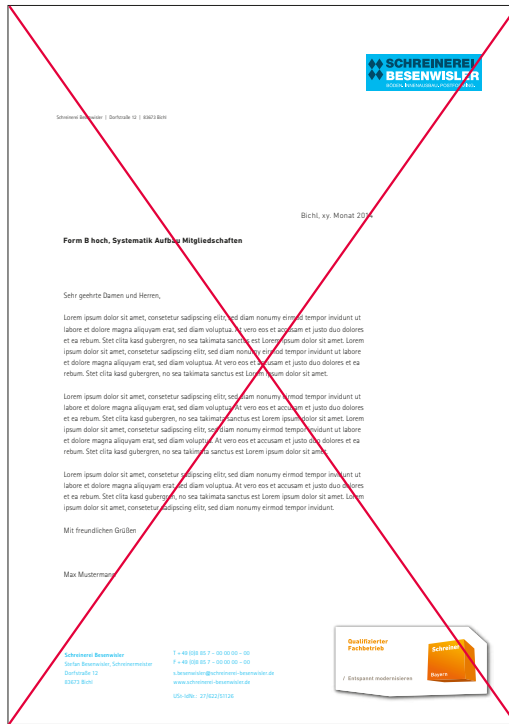 SCHREINEREI
BESENWISLER
Schreinerei Besenwisler | Dorfstraße 12 | 83673 Bichl
Bichl, xy. Monat 2014
Form B hoch, Systematik Aufbau Mitgliedschaften
Sehr geehrte Damen und Herren,
Lorem ipsum dolor sit amet, consetetur sadipscing elitr, sed diam nonumy eirmod tempor invidunt ut
labore et dolore magna aliquyam erat, sed diam voluptua. At vero eos et accusam et justo duo dolores
et ea rebum. Stet clita kasd gubergren, no sea takimata sanctus est Lorem ipsum dolor sit amet. Lorem
ipsum dolor sit amet, consetetur sadipscing elitr, sed diam nonumy eirmod tempor invidunt ut labore
et dolore magna aliquyam erat, sed diam voluptua. At vero eos et accusam et justo duo dolores et ea
rebum. Stet clita kasd gubergren, no sea takimata sanctus est Lorem ipsum dolor sit amet.
Lorem ipsum dolor sit amet, consetetur sadipscing elitr, sed diam nonumy eirmod tempor invidunt ut
labore et dolore magna aliquyam erat, sed diam voluptua. At vero eos et accusam et justo duo dolores
et ea rebum. Stet clita kasd gubergren, no sea takimata sanctus est Lorem ipsum dolor sit amet. Lorem
ipsum dolor sit amet, consetetur sadipscing elitr, sed diam nonumy eirmod tempor invidunt ut labore
et dolore magna aliquyam erat, sed diam voluptua. At vero eos et accusam et justo duo dolores et ea
rebum. Stet clita kasd gubergren, no sea takimata sanctus est Lorem ipsum dolor sit amet.
Lorem ipsum dolor sit amet, consetetur sadipscing elitr, sed diam nonumy eirmod tempor invidunt ut
labore et dolore magna aliquyam erat, sed diam voluptua. At vero eos et accusam et justo duo dolores
et ea rebum. Stet clita kasd gubergren, no sea takimata sanctus est Lorem ipsum dolor sit amet. Lorem
ipsum dolor sit amet, consetetur sadipscing elitr, sed diam nonumy eirmod tempor invidunt.
Mit freundlichen Grüßen
Max Mustermann
Schreinerei Besenwisler
Stefan Besenwisler, Schreinermeister
Dorfstraße 12
83673 Bichl
s.besenwisler@schreinerei-besenwisler.de
www.schreinerei-besenwisler.de
Qualifizierter
Fachbetrieb
/ Entspannt modernisieren
Schreiner
Bayern